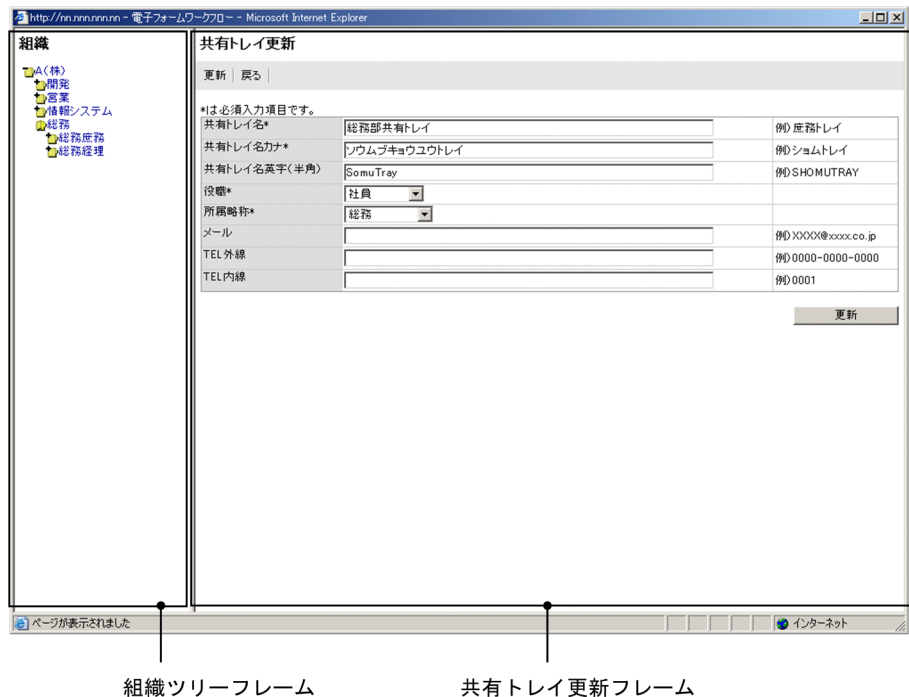 http://nn.nnn.nnn.nn - 電子フォームワークフロー - Microsoft Internet Explorer
組織
A(株)
開発
営業
情報システム
総務
総務庶務
総務経理
共有トレイ更新
更新 戻る
*は必須入力項目です。
共有トレイ名* 総務部共有トレイ 例)庶務トレイ
共有トレイ名カナ* ソウムブキョウユウトレイ 例)ショムトレイ
共有トレイ名英字(半角) SomuTray 例)SHOMUTRAY
役職* 社員
所属略称* 総務
メール 例)XXXX@xxxx.co.jp
TEL外線 例)0000-0000-0000
TEL内線 例)0001
更新
ページが表示されました インターネット
組織ツリーフレーム 共有トレイ更新フレーム